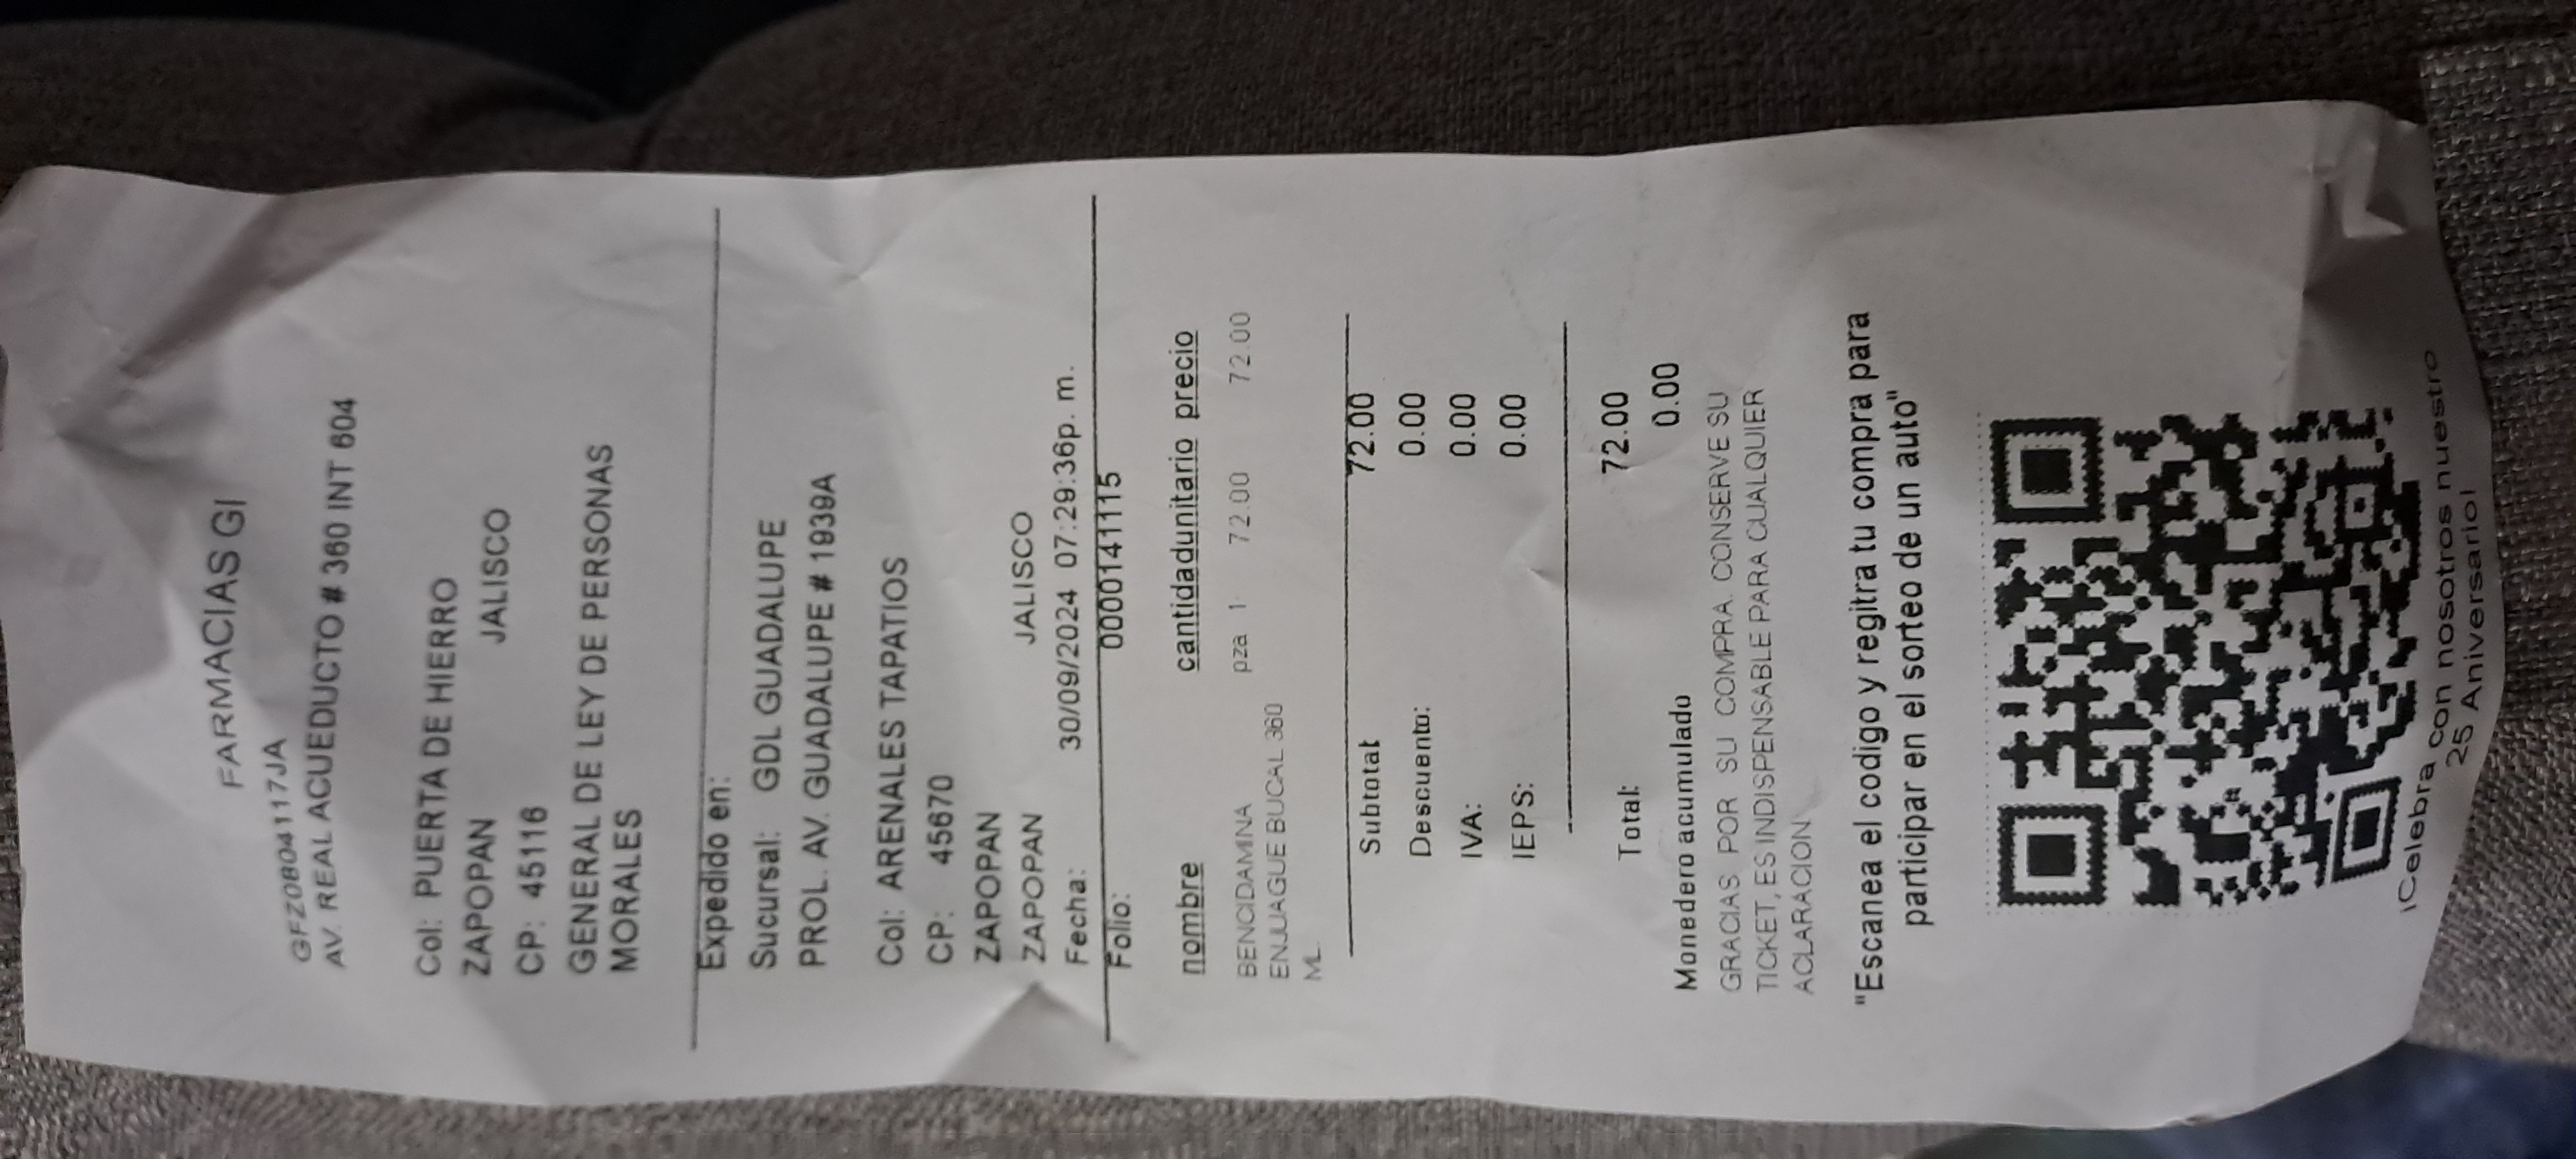 FARMACIAS GI
GFZ0804117JA
AV. REAL ACUEDUCTO # 360 INT 604
Col: PUERTA DE HIERRO
ZAPOPAN JALISCO
CP: 45116
GENERAL DE LEY DE PERSONAS
MORALES
Expedido en:
Sucursal: GDL GUADALUPE
PROL. AV. GUADALUPE # 1939A
Col: ARENALES TAPATIOS
CP: 45670
ZAPOPAN
ZAPOPAN JALISCO
Fecha: 30/09/2024 07:29:36p. m.
Folio: 0000141115
nombre cantidadunitario precio
BENCIDAMINA pza 1 72.00 72.00
ENJUAGUE BUCAL 360
ML
Subtotal 72.00
Descuento: 0.00
IVA: 0.00
IEPS: 0.00
Total: 72.00
Monedero acumulado 0.00
GRACIAS POR SU COMPRA. CONSERVE SU
TICKET, ES INDISPENSABLE PARA CUALQUIER
ACLARACION
"Escanea el codigo y regitra tu compra para
participar en el sorteo de un auto"
¡Celebra con nosotros nuestro
25 Aniversario!